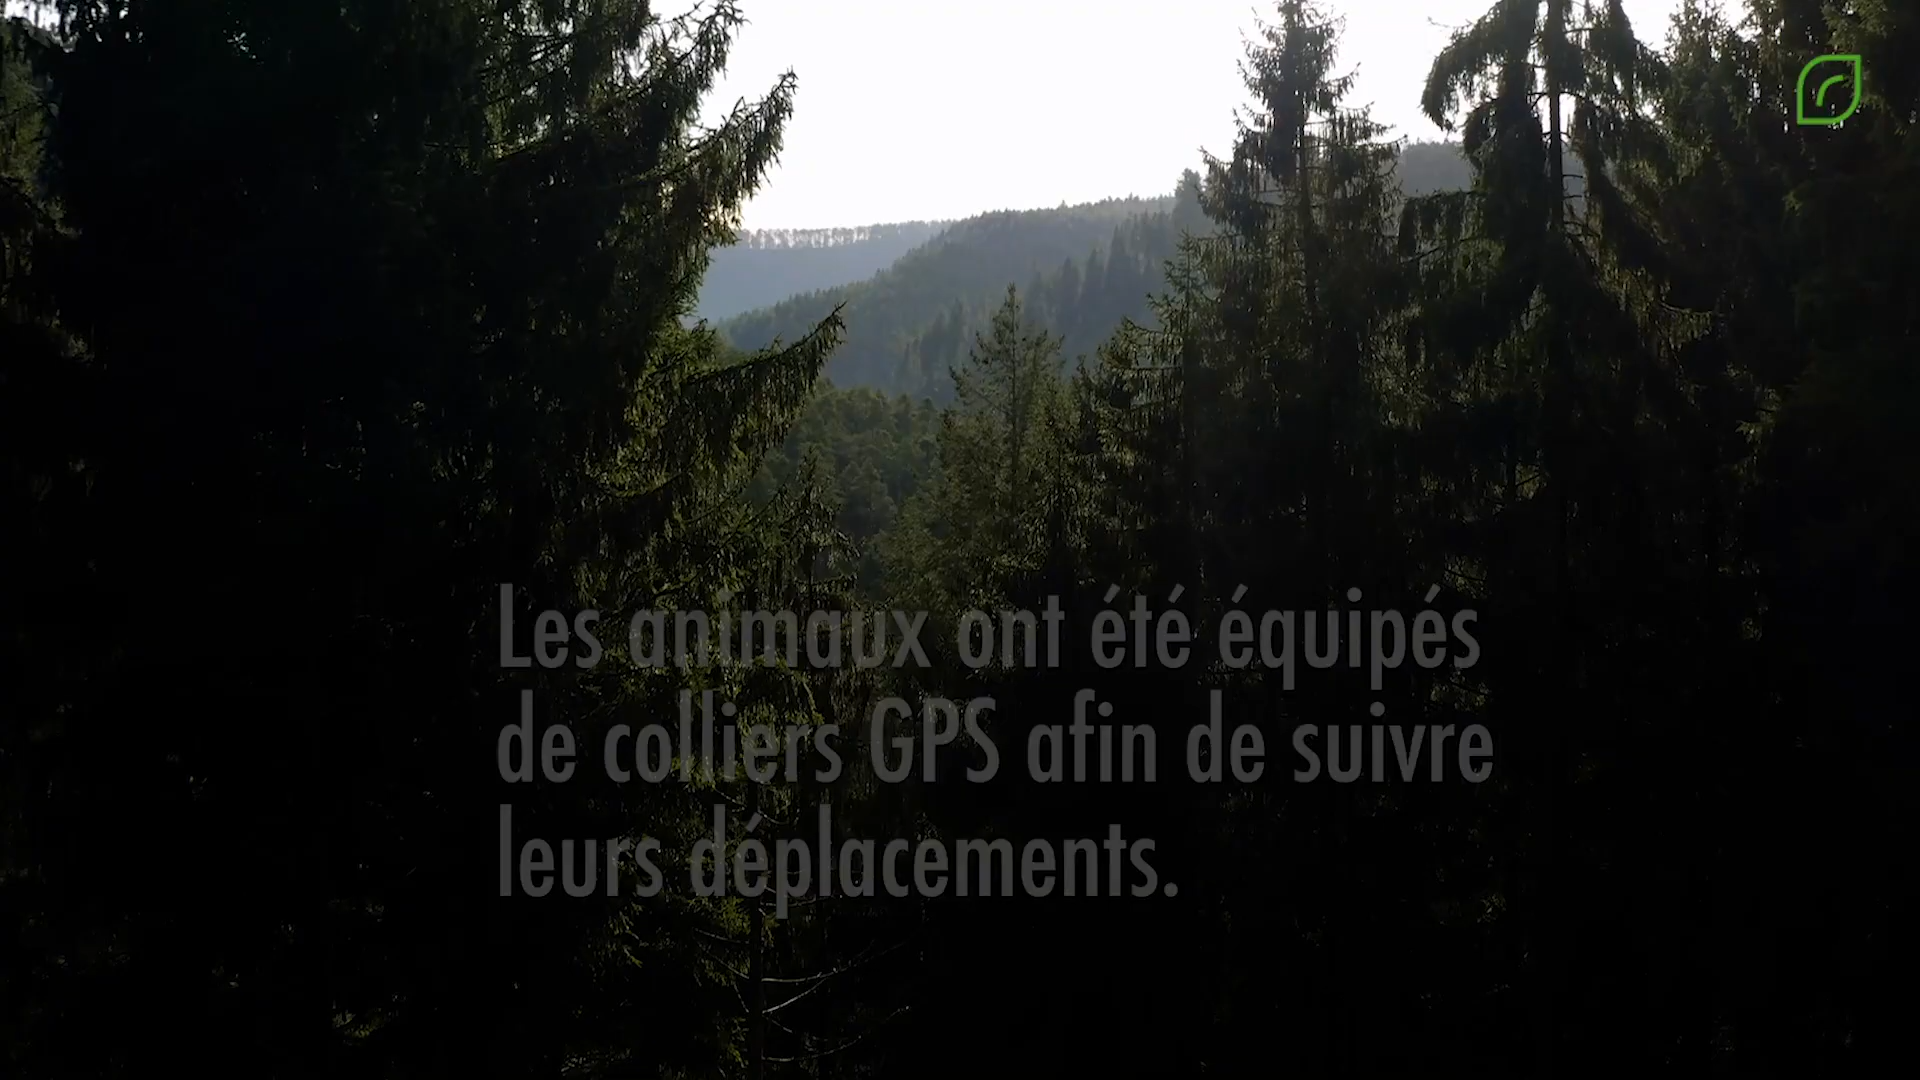 Les animaux ont été équipés
de colliers GPS afin de suivre
leurs déplacements.